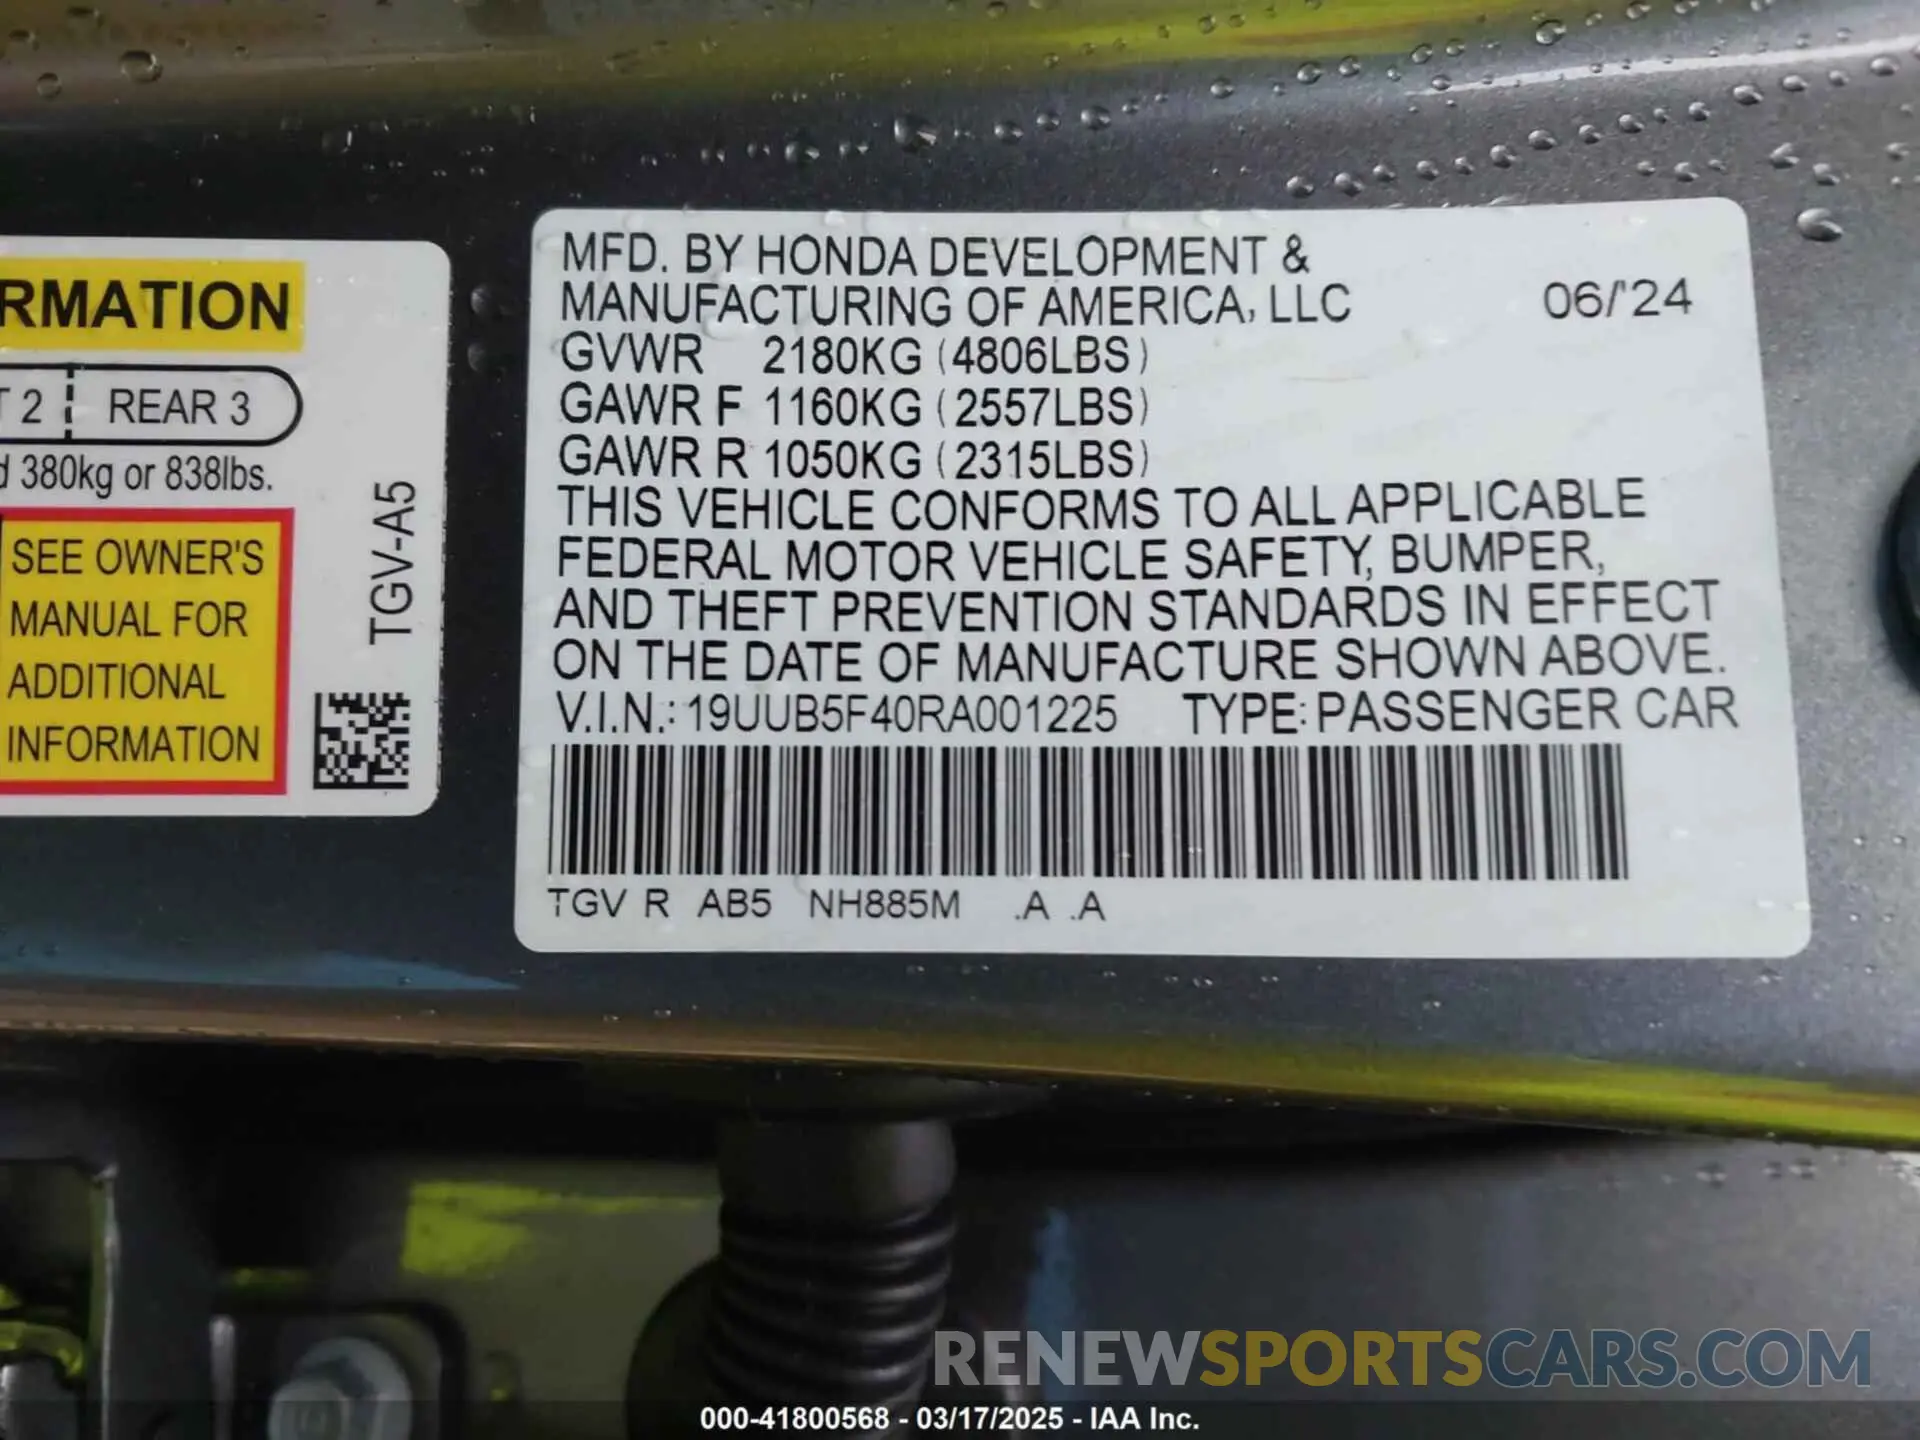 RMATION
T 2 REAR 3
d 380kg or 838lbs.
SEE OWNER'S
MANUAL FOR
ADDITIONAL
INFORMATION
TGV-A5
MFD. BY HONDA DEVELOPMENT &
MANUFACTURING OF AMERICA, LLC 06/'24
GVWR 2180KG (4806LBS)
GAWR F 1160KG (2557LBS)
GAWR R 1050KG (2315LBS)
THIS VEHICLE CONFORMS TO ALL APPLICABLE
FEDERAL MOTOR VEHICLE SAFETY, BUMPER,
AND THEFT PREVENTION STANDARDS IN EFFECT
ON THE DATE OF MANUFACTURE SHOWN ABOVE.
V.I.N.: 19UUB5F40RA001225 TYPE: PASSENGER CAR
TGV R AB5 NH885M .A .A
RENEWSPORTSCARS.COM
000-41800568 - 03/17/2025 - IAA Inc.